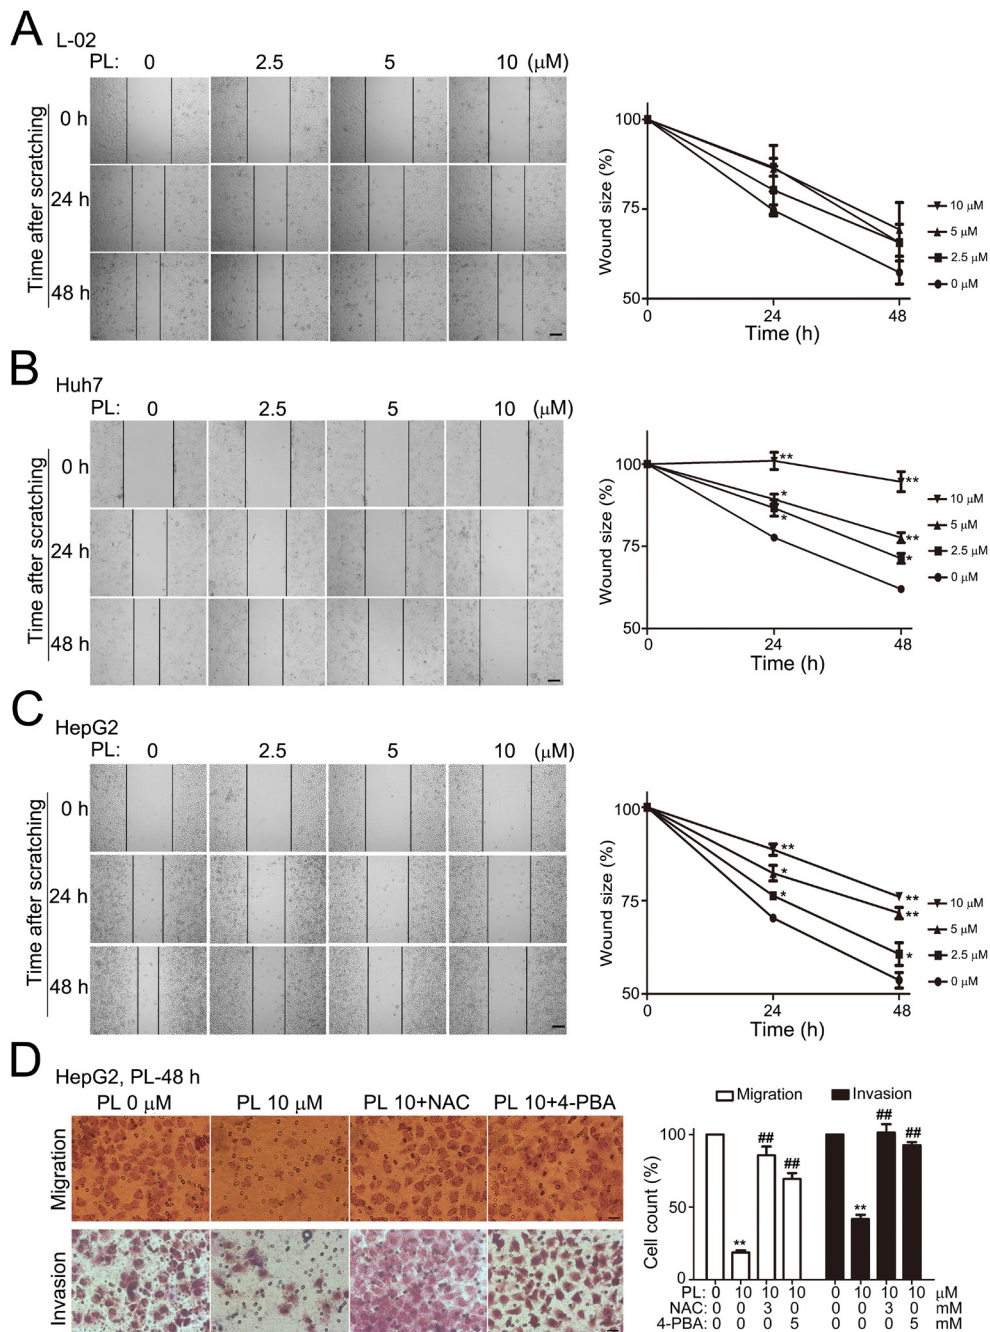 A
L-02
PL: 0 2.5 5 10 (μM)
Time after scratching
0 h
24 h
48 h
Wound size (%)
100
75
50
0 24 48
Time (h)
10 μM
5 μM
2.5 μM
0 μM
B
Huh7
PL: 0 2.5 5 10 (μM)
Time after scratching
0 h
24 h
48 h
Wound size (%)
100
75
50
0 24 48
Time (h)
** **
* **
* *
10 μM
5 μM
2.5 μM
0 μM
C
HepG2
PL: 0 2.5 5 10 (μM)
Time after scratching
0 h
24 h
48 h
Wound size (%)
100
75
50
0 24 48
Time (h)
** **
* **
* *
10 μM
5 μM
2.5 μM
0 μM
D
HepG2, PL-48 h
PL 0 μM PL 10 μM PL 10+NAC PL 10+4-PBA
Migration
Invasion
Migration Invasion
Cell count (%)
100
50
0
** ## ## ** ## ##
PL: 0 10 10 10 0 10 10 10 μM
NAC: 0 0 3 0 0 0 3 0 mM
4-PBA: 0 0 0 5 0 0 0 5 mM